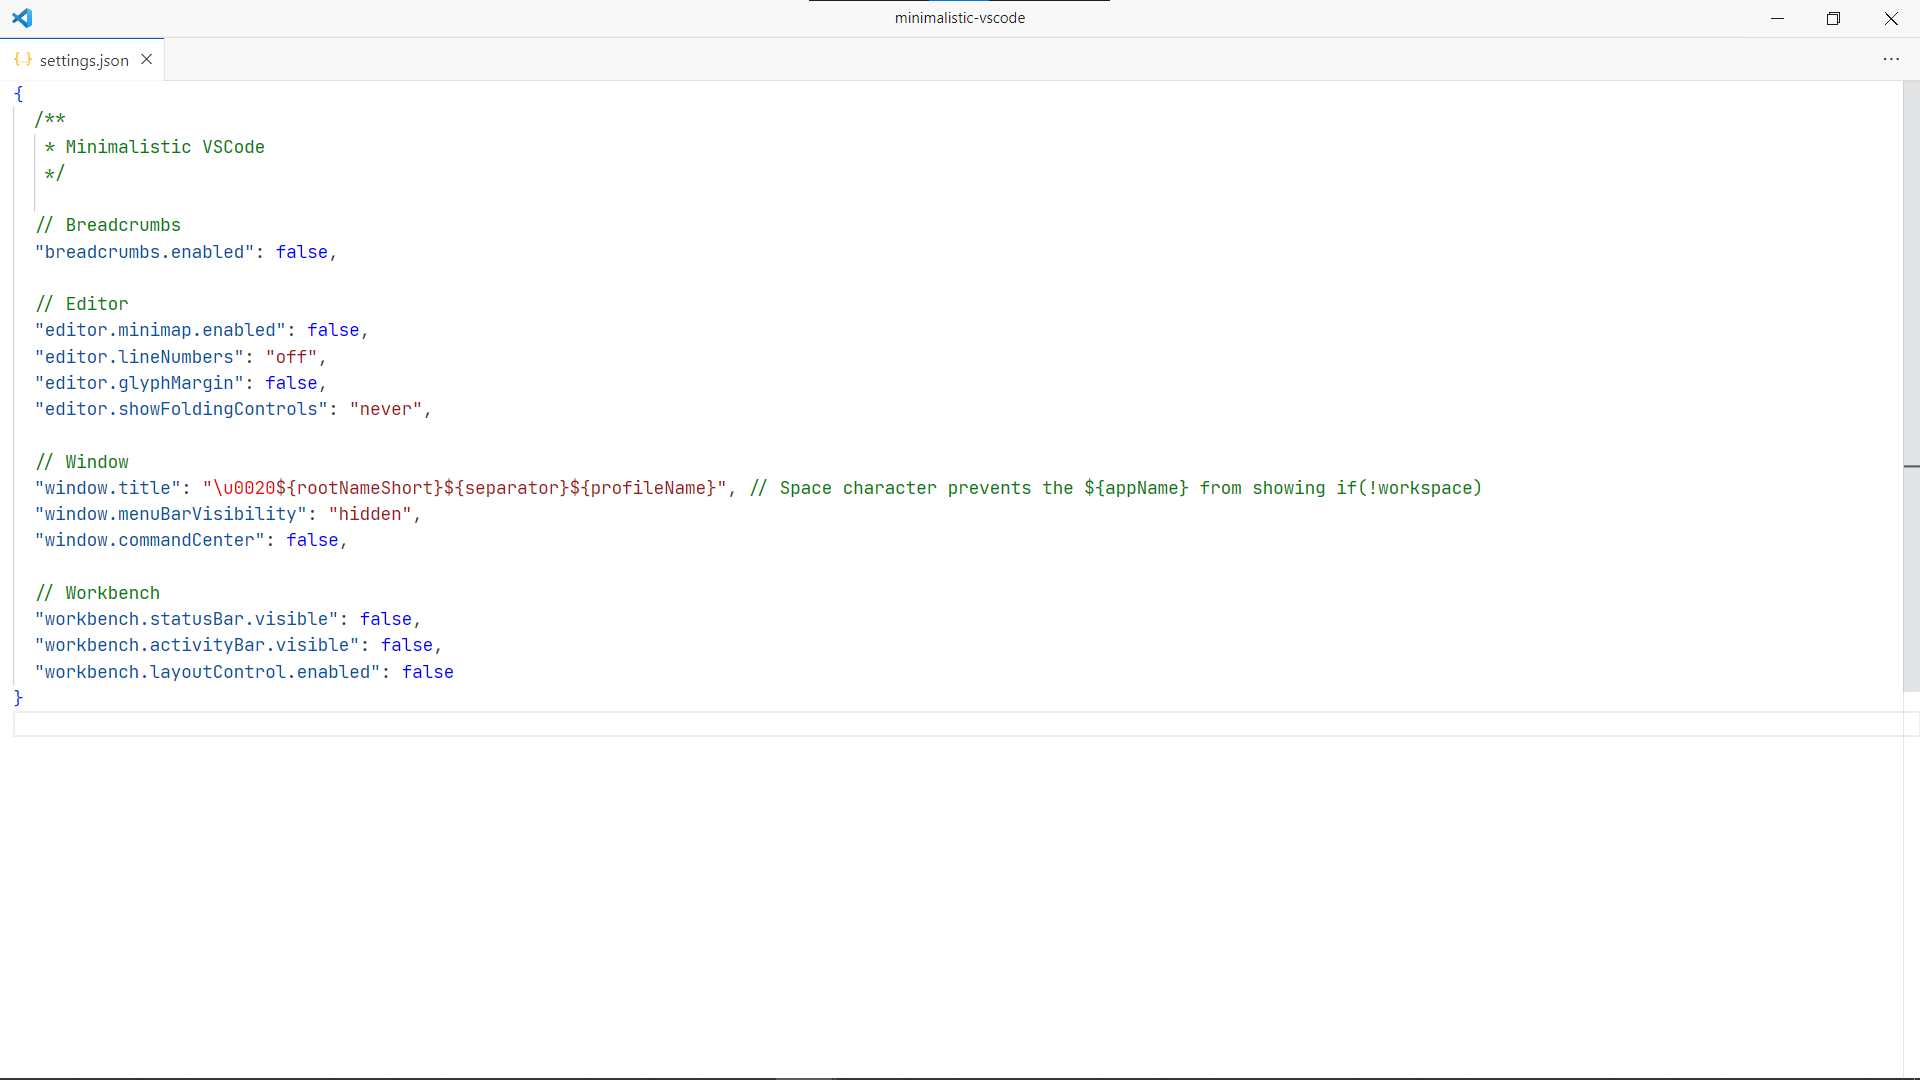 minimalistic-vscode
{..} settings.json
{
/**
* Minimalistic VSCode
*/
// Breadcrumbs
"breadcrumbs.enabled": false,
// Editor
"editor.minimap.enabled": false,
"editor.lineNumbers": "off",
"editor.glyphMargin": false,
"editor.showFoldingControls": "never",
// Window
"window.title": "\u0020${rootNameShort}${separator}${profileName}", // Space character prevents the ${appName} from showing if(!workspace)
"window.menuBarVisibility": "hidden",
"window.commandCenter": false,
// Workbench
"workbench.statusBar.visible": false,
"workbench.activityBar.visible": false,
"workbench.layoutControl.enabled": false
}